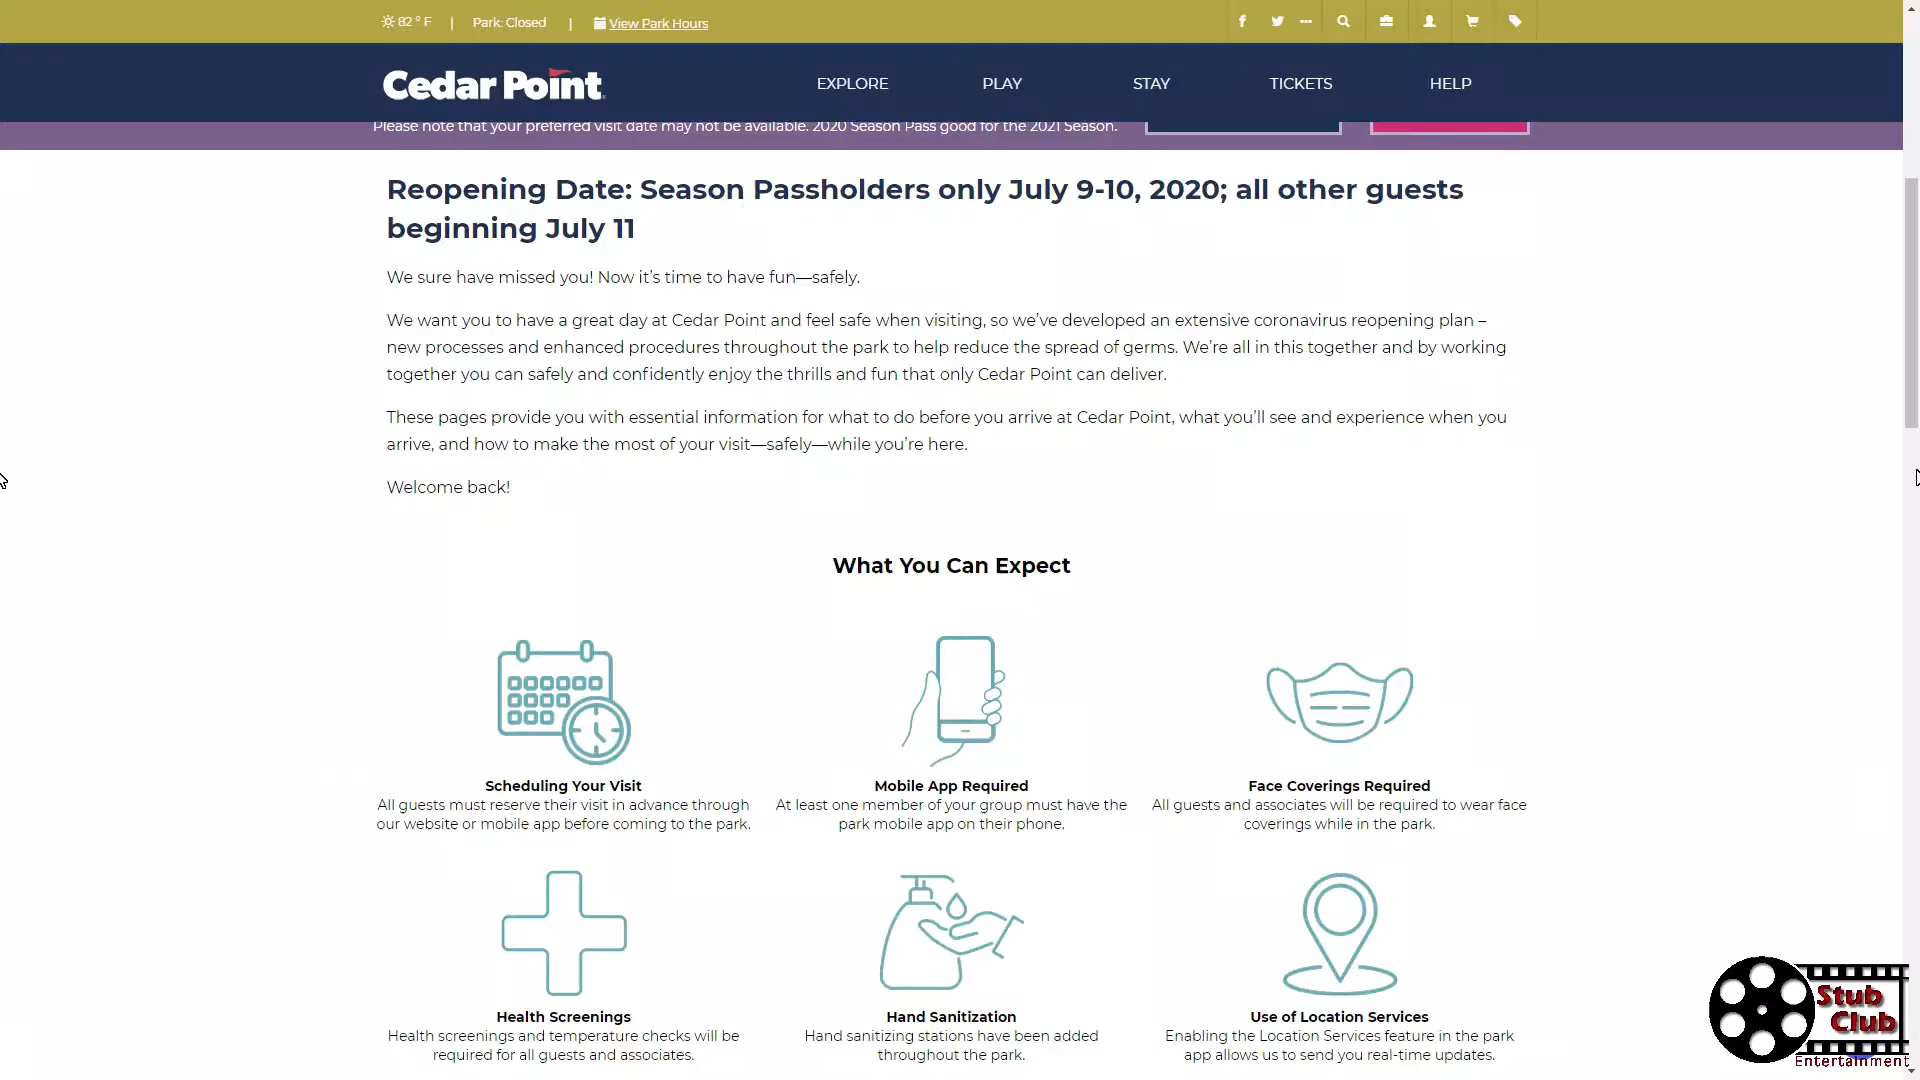 82 ° F | Park: Closed | View Park Hours
Cedar Point EXPLORE PLAY STAY TICKETS HELP
Please note that your preferred visit date may not be available. 2020 Season Pass good for the 2021 Season.
Reopening Date: Season Passholders only July 9-10, 2020; all other guests
beginning July 11
We sure have missed you! Now it's time to have fun—safely.
We want you to have a great day at Cedar Point and feel safe when visiting, so we've developed an extensive coronavirus reopening plan –
new processes and enhanced procedures throughout the park to help reduce the spread of germs. We're all in this together and by working
together you can safely and confidently enjoy the thrills and fun that only Cedar Point can deliver.
These pages provide you with essential information for what to do before you arrive at Cedar Point, what you'll see and experience when you
arrive, and how to make the most of your visit—safely—while you're here.
Welcome back!
What You Can Expect
Scheduling Your Visit
All guests must reserve their visit in advance through
our website or mobile app before coming to the park.
Mobile App Required
At least one member of your group must have the
park mobile app on their phone.
Face Coverings Required
All guests and associates will be required to wear face
coverings while in the park.
Health Screenings
Health screenings and temperature checks will be
required for all guests and associates.
Hand Sanitization
Hand sanitizing stations have been added
throughout the park.
Use of Location Services
Enabling the Location Services feature in the park
app allows us to send you real-time updates.
Stub
Club
Entertainment